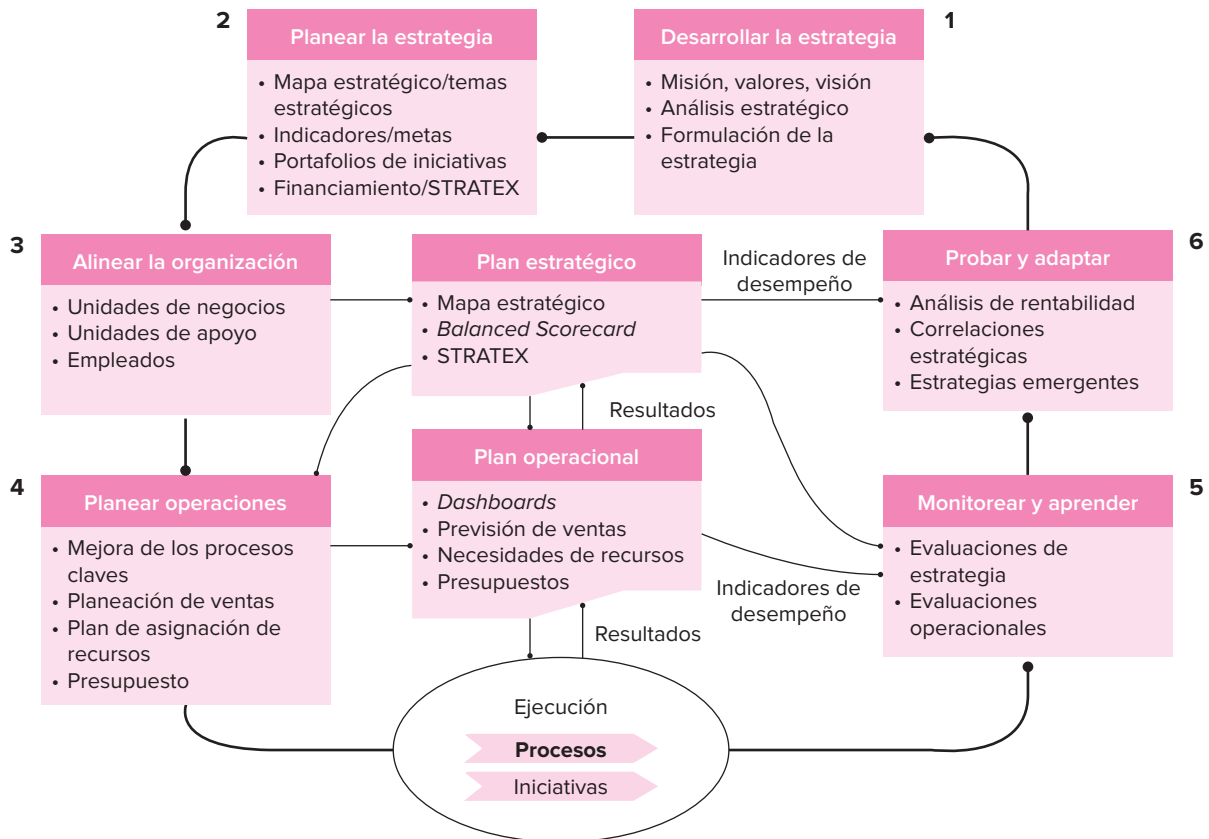 2
Planear la estrategia
• Mapa estratégico/temas
estratégicos
• Indicadores/metas
• Portafolios de iniciativas
• Financiamiento/STRATEX
1
Desarrollar la estrategia
• Misión, valores, visión
• Análisis estratégico
• Formulación de la
estrategia
3
Alinear la organización
• Unidades de negocios
• Unidades de apoyo
• Empleados
Plan estratégico
• Mapa estratégico
• Balanced Scorecard
• STRATEX
Indicadores de
desempeño
6
Probar y adaptar
• Análisis de rentabilidad
• Correlaciones
estratégicas
• Estrategias emergentes
Resultados
4
Planear operaciones
• Mejora de los procesos
claves
• Planeación de ventas
• Plan de asignación de
recursos
• Presupuesto
Plan operacional
• Dashboards
• Previsión de ventas
• Necesidades de recursos
• Presupuestos
Indicadores de
desempeño
5
Monitorear y aprender
• Evaluaciones de
estrategia
• Evaluaciones
operacionales
Resultados
Ejecución
Procesos
Iniciativas